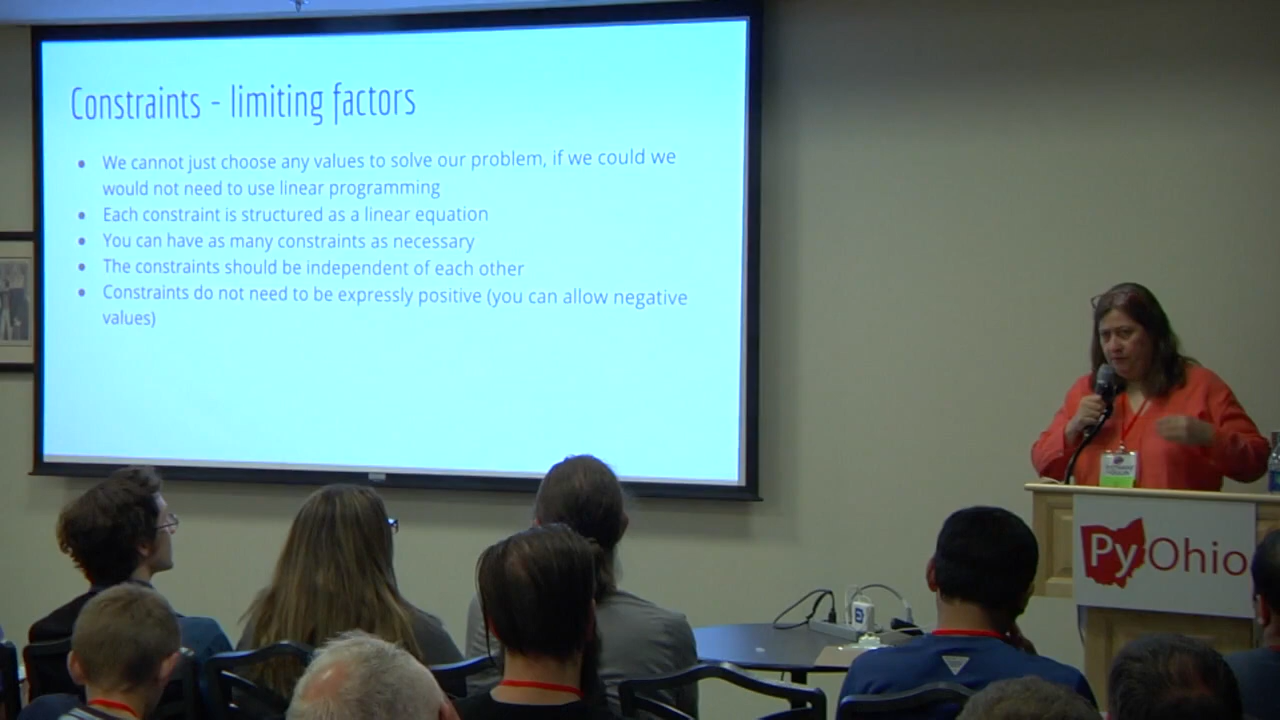 Constraints - limiting factors
• We cannot just choose any values to solve our problem, if we could we
would not need to use linear programming
• Each constraint is structured as a linear equation
• You can have as many constraints as necessary
• The constraints should be independent of each other
• Constraints do not need to be expressly positive (you can allow negative
values)
PyOhio